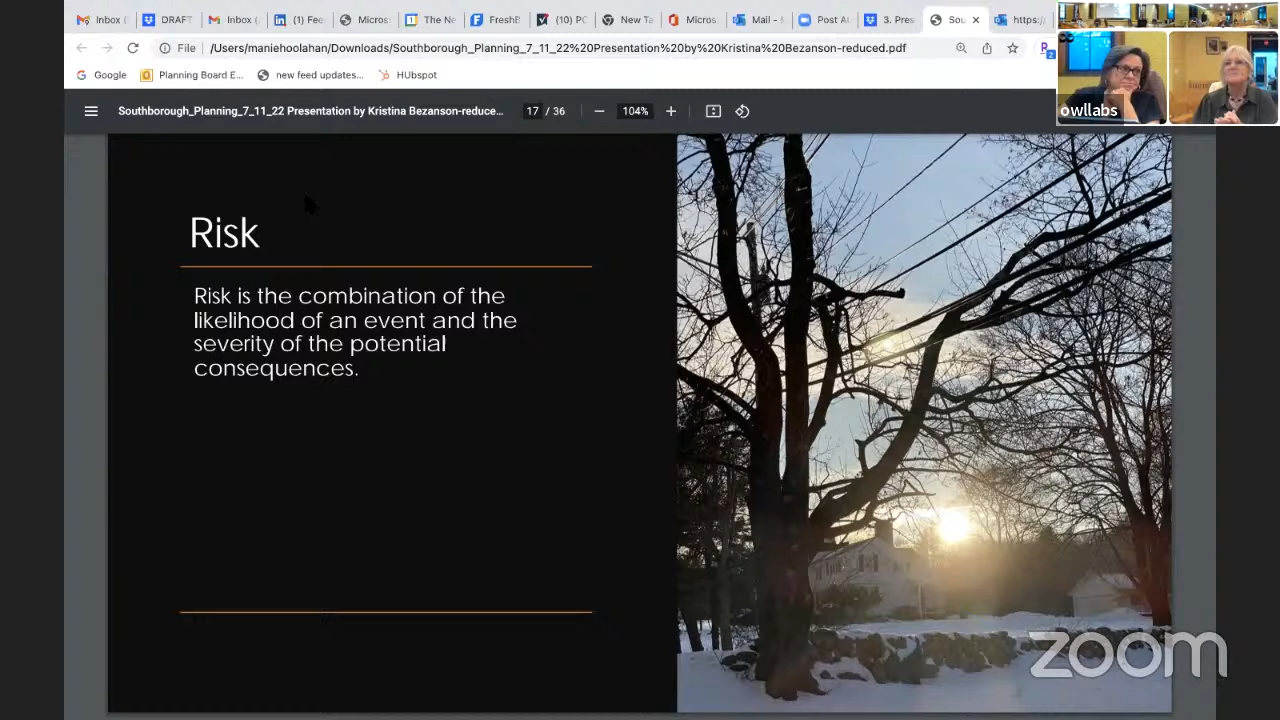 Inbox (
DRAFT
Inbox (
(1) Fee
Micros
The Ne
FreshB
(10) PC
New Ta
Micros
Mail -
Post A
3. Pres
Sou
https:/
File
/Users/maniehoolahan/Downloads/Southborough_Planning_7_11_22%20Presentation%20by%20Kristina%20Bezanson-reduced.pdf
Google
Planning Board E...
new feed updates...
HUbspot
owllabs
Southborough_Planning_7_11_22 Presentation by Kristina Bezanson-reduce...
17 / 36
104%
Risk
Risk is the combination of the
likelihood of an event and the
severity of the potential
consequences.
zoom